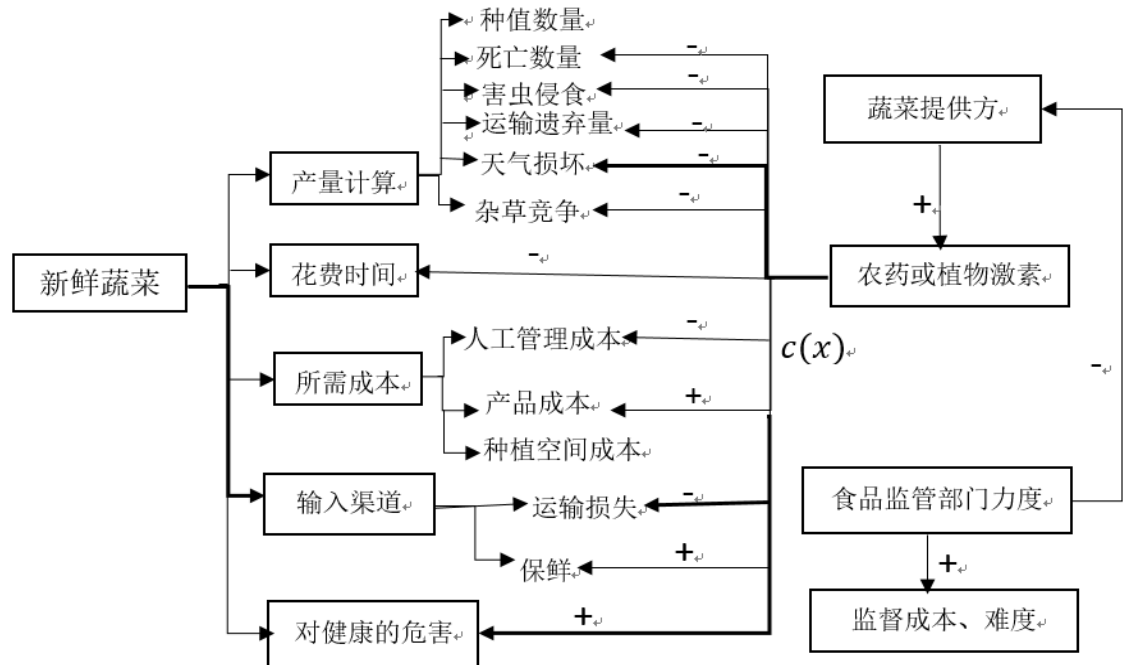 种值数量
死亡数量
害虫侵食
运输遗弃量
天气损坏
杂草竞争
-
-
-
-
-
产量计算
花费时间
-
新鲜蔬菜
所需成本
人工管理成本
-
产品成本
+
种植空间成本
输入渠道
运输损失
-
保鲜
+
对健康的危害
+
c(x)
蔬菜提供方
+
农药或植物激素
-
食品监管部门力度
+
监督成本、难度